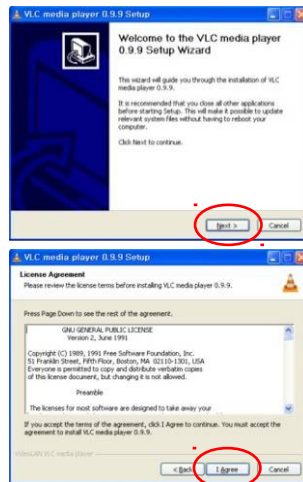 VLC media player 0.9.9 Setup
Welcome to the VLC media player
0.9.9 Setup Wizard
This wizard will guide you through the installation of VLC
media player 0.9.9.
It is recommended that you close all other applications
before starting Setup. This will make it possible to update
relevant system files without having to reboot your
computer.
Click Next to continue.
Next >
Cancel
VLC media player 0.9.9 Setup
License Agreement
Please review the license terms before installing VLC media player 0.9.9.
Press Page Down to see the rest of the agreement.
GNU GENERAL PUBLIC LICENSE
Version 2, June 1991
Copyright (C) 1989, 1991 Free Software Foundation, Inc.
51 Franklin Street, Fifth Floor, Boston, MA 02110-1301, USA
Everyone is permitted to copy and distribute verbatim copies
of this license document, but changing it is not allowed.
Preamble
The licenses for most software are designed to take away your
If you accept the terms of the agreement, click I Agree to continue. You must accept the
agreement to install VLC media player 0.9.9.
VideoLAN VLC media player
< Back
I Agree
Cancel